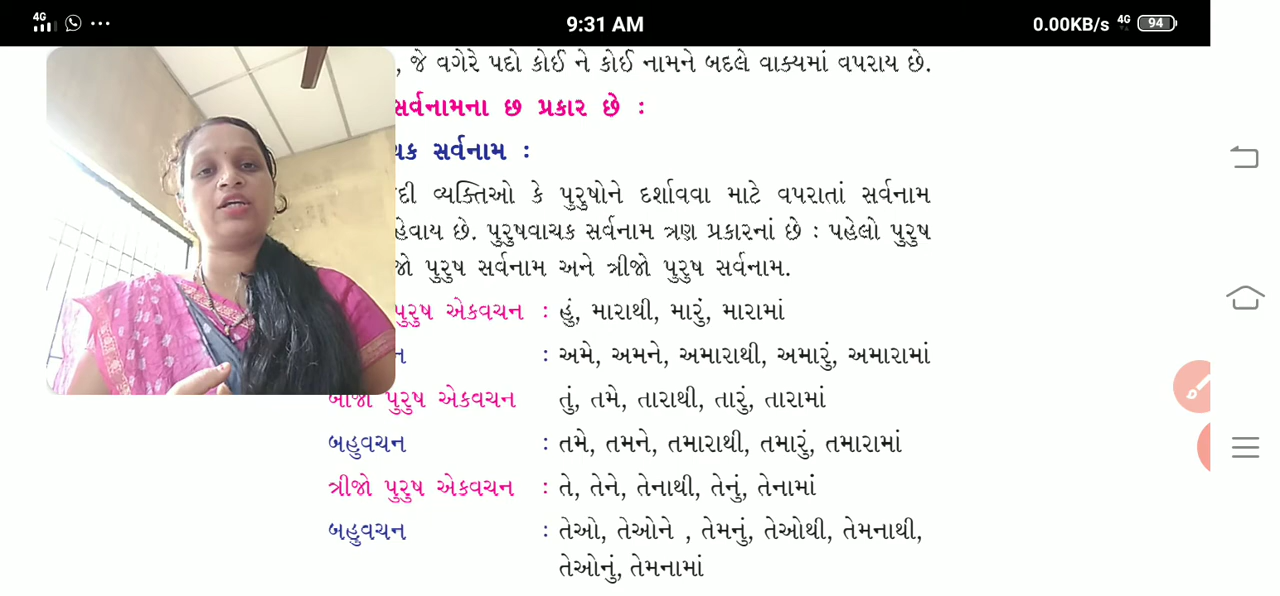 4G
9:31 AM
0.00KB/s 4G 94
, જે વગેરે પદો કોઈ ને કોઈ નામને બદલે વાક્યમાં વપરાય છે.
સર્વનામના છ પ્રકાર છે :
સર્વનામ :
વ્યક્તિઓ કે પુરુષોને દર્શાવવા માટે વપરાતાં સર્વનામ
છે. પુરુષવાચક સર્વનામ ત્રણ પ્રકારનાં છે : પહેલો પુરુષ
પુરુષ સર્વનામ અને ત્રીજો પુરુષ સર્વનામ.
પુરુષ એકવચન : હું, મારાથી, મારું, મારામાં
: અમે, અમને, અમારાથી, અમારું, અમારામાં
બીજો પુરુષ એકવચન તું, તમે, તારાથી, તારું, તારામાં
બહુવચન : તમે, તમને, તમારાથી, તમારું, તમારામાં
ત્રીજો પુરુષ એકવચન : તે, તેને, તેનાથી, તેનું, તેનામાં
બહુવચન : તેઓ, તેઓને , તેમનું, તેઓથી, તેમનાથી,
તેઓનું, તેમનામાં